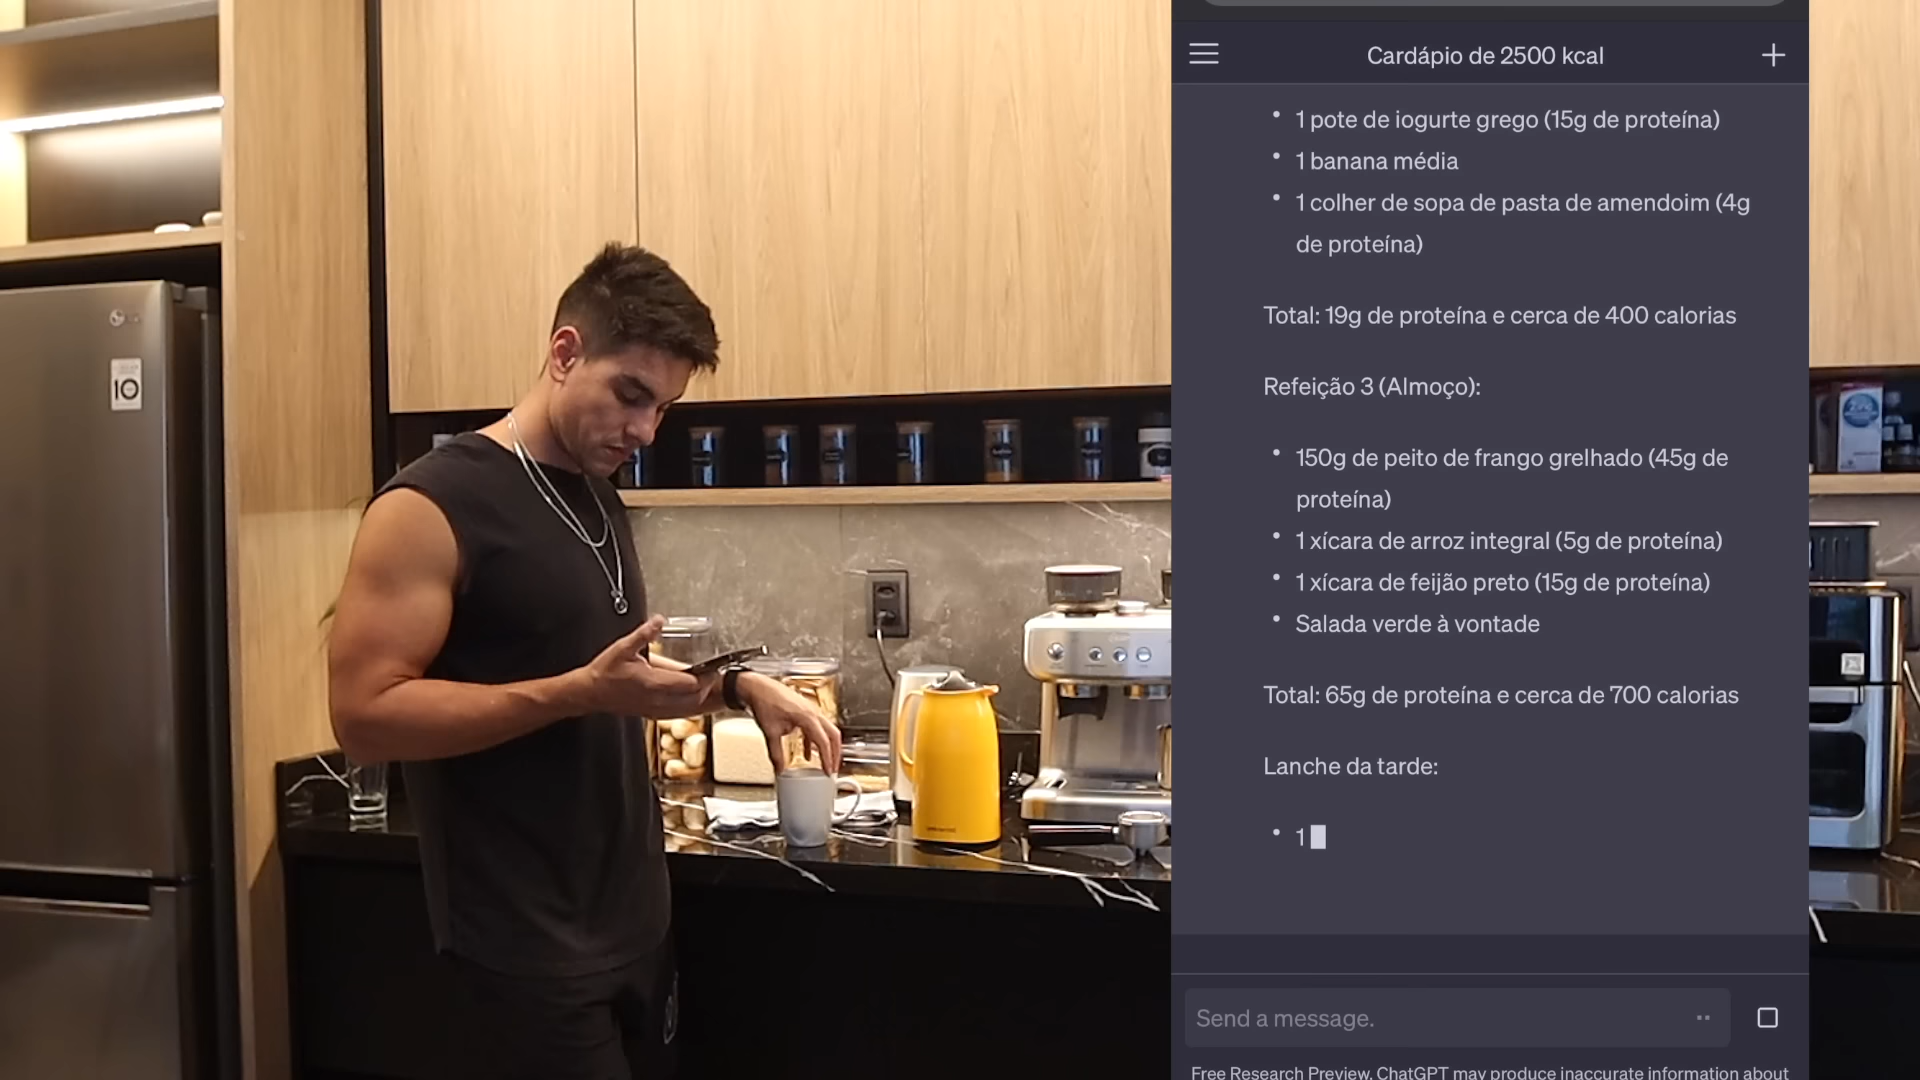 Cardápio de 2500 kcal
1 pote de iogurte grego (15g de proteína)
1 banana média
1 colher de sopa de pasta de amendoim (4g
de proteína)
Total: 19g de proteína e cerca de 400 calorias
Refeição 3 (Almoço):
150g de peito de frango grelhado (45g de
proteína)
1 xícara de arroz integral (5g de proteína)
1 xícara de feijão preto (15g de proteína)
Salada verde à vontade
Total: 65g de proteína e cerca de 700 calorias
Lanche da tarde:
1
Send a message.
Free Research Preview. ChatGPT may produce inaccurate information about
LG
10